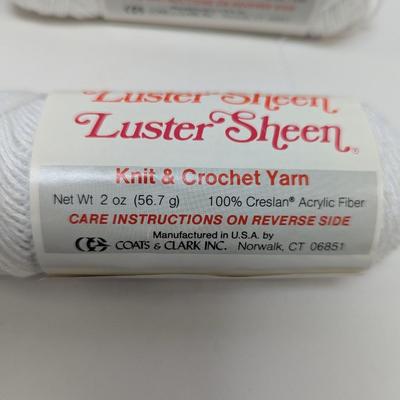 Luster Sheen
Luster Sheen®
Knit & Crochet Yarn
Net Wt 2 oz (56.7 g) 100% Creslan® Acrylic Fiber
CARE INSTRUCTIONS ON REVERSE SIDE
Manufactured in U.S.A. by
COATS & CLARK INC. Norwalk, CT 06851